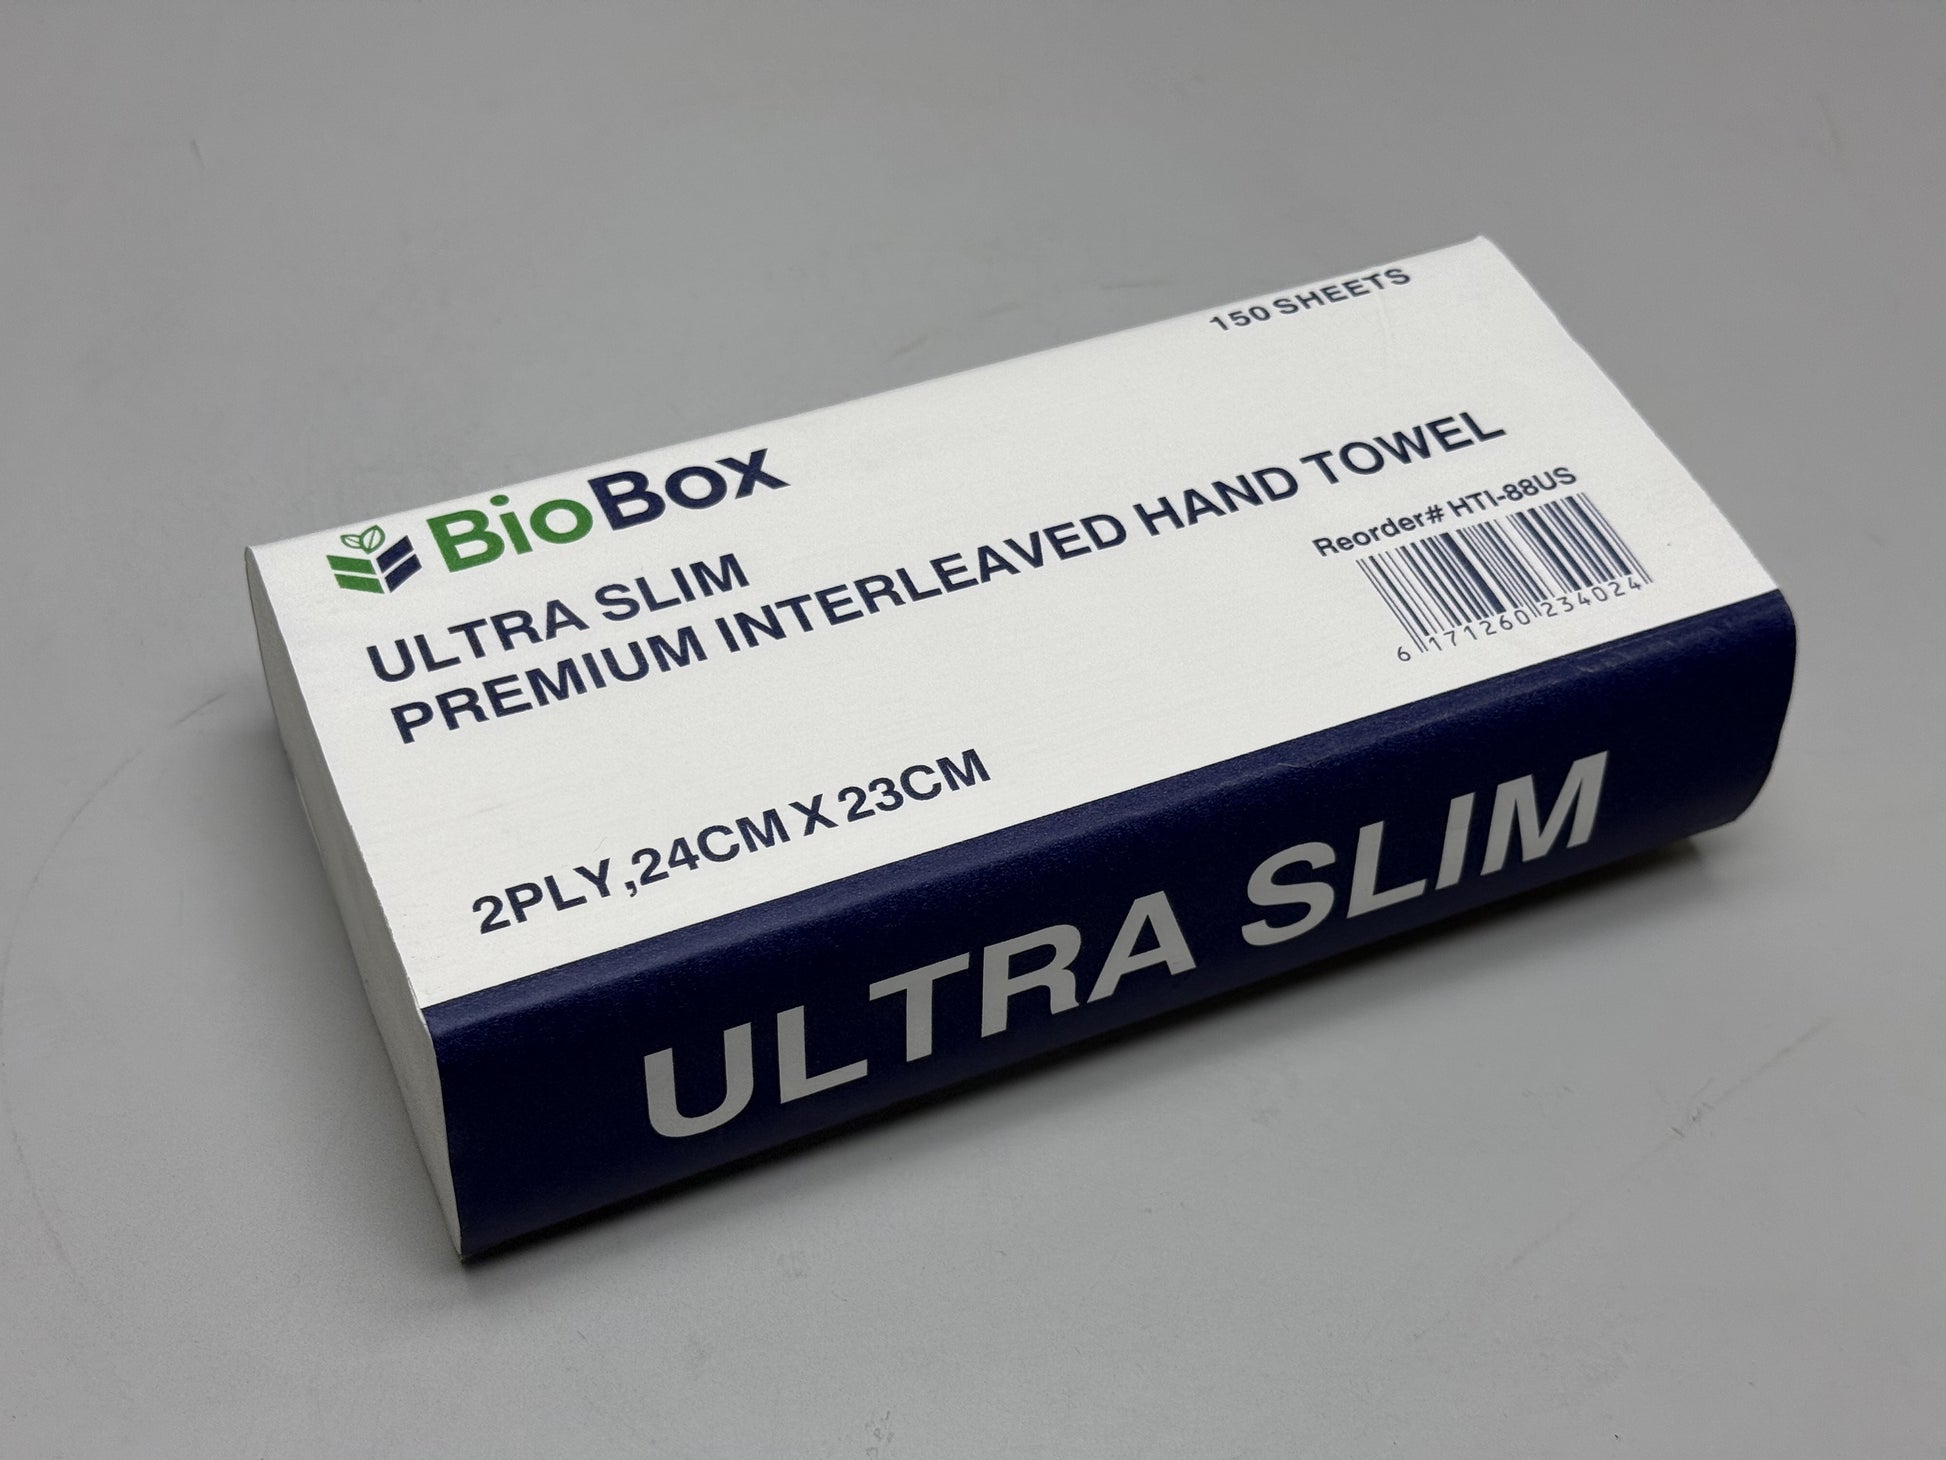 BioBox
150 SHEETS
ULTRA SLIM
PREMIUM INTERLEAVED HAND TOWEL
Reorder# HTI-88US
6 171260 234024
2PLY,24CM X 23CM
ULTRA SLIM